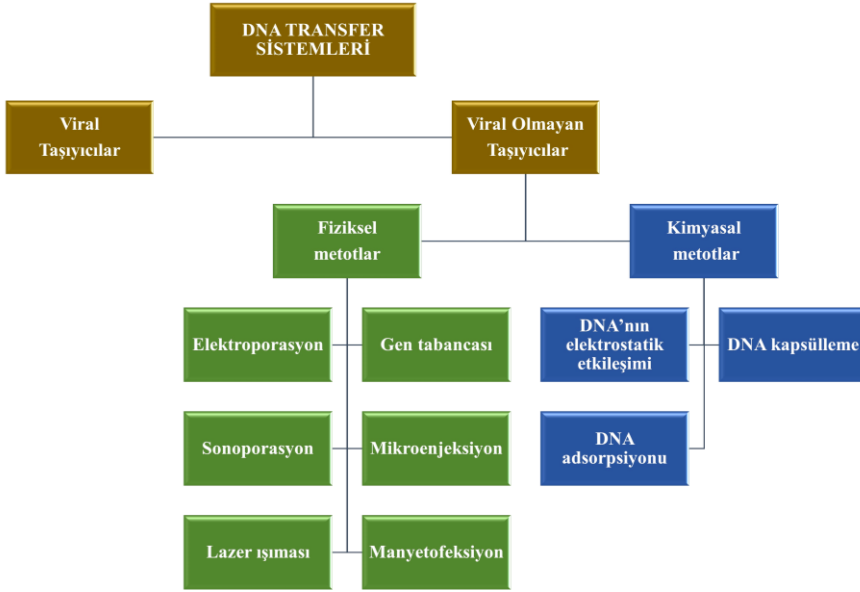 DNA TRANSFER
SİSTEMLERİ
Viral
Taşıyıcılar
Viral Olmayan
Taşıyıcılar
Fiziksel
metotlar
Kimyasal
metotlar
Elektroporasyon
Gen tabancası
DNA’nın
elektrostatik
etkileşimi
DNA kapsülleme
Sonoporasyon
Mikroenjeksiyon
DNA
adsorpsiyonu
Lazer ışıması
Manyetofeksiyon